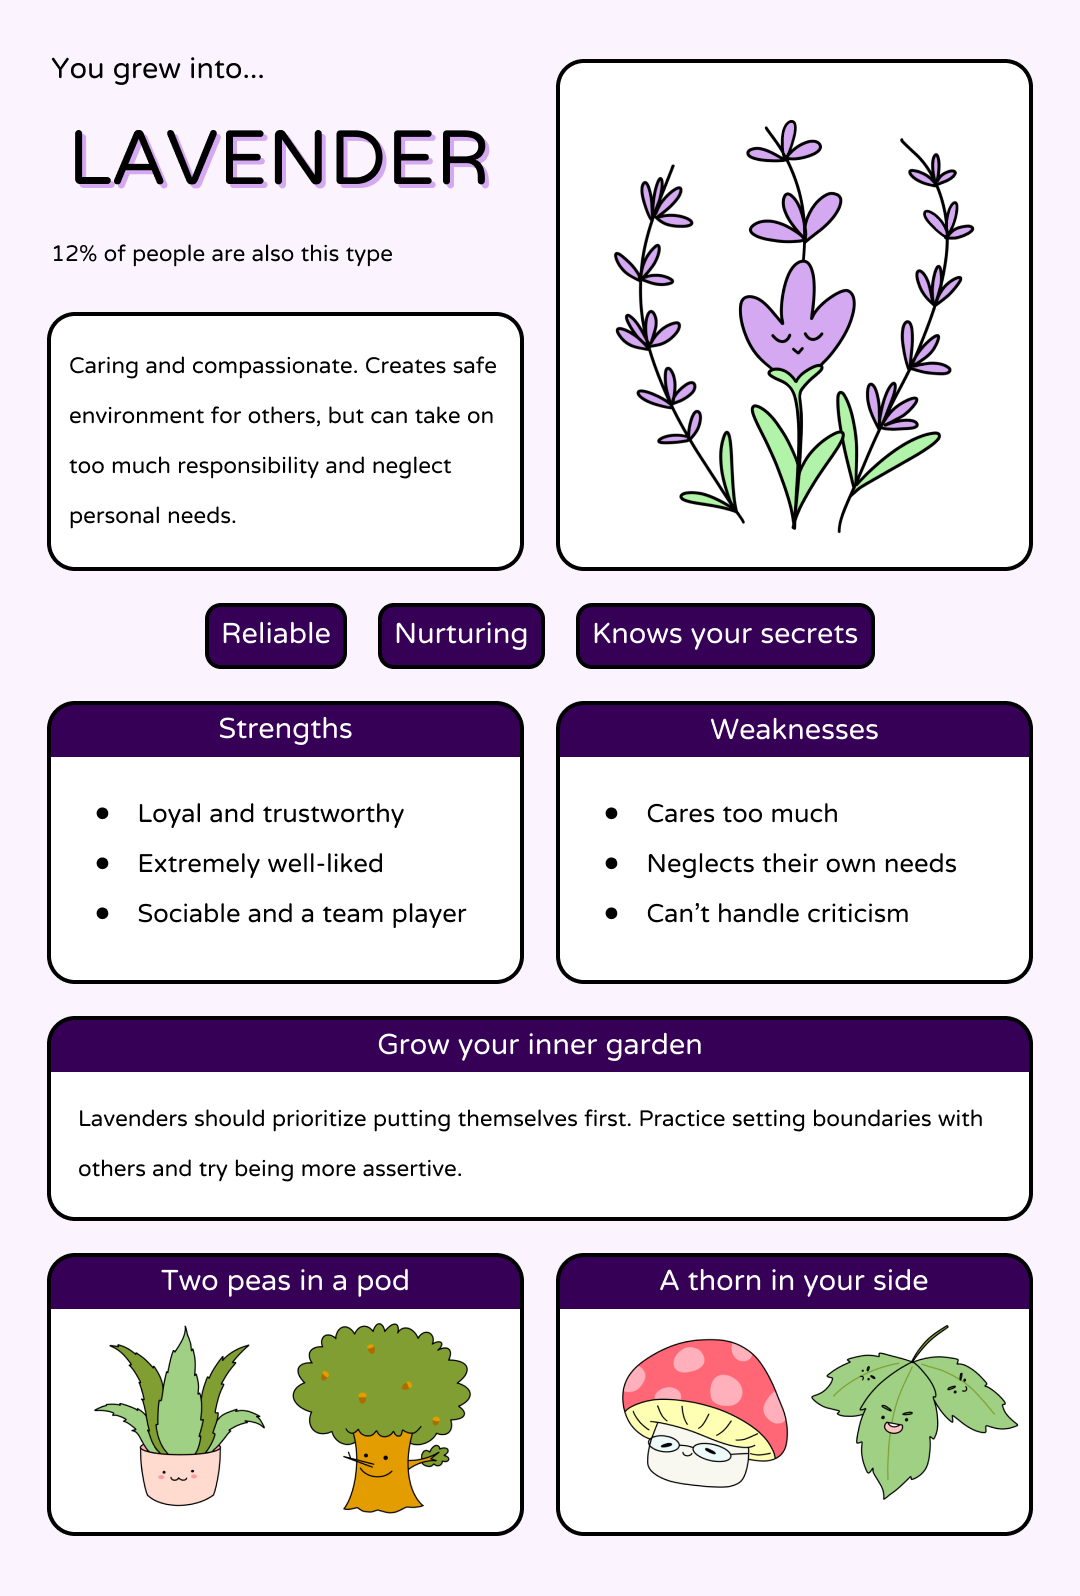 You grew into...
LAVENDER
12% of people are also this type
Caring and compassionate. Creates safe
environment for others, but can take on
too much responsibility and neglect
personal needs.
Reliable
Nurturing
Knows your secrets
Strengths
● Loyal and trustworthy
● Extremely well-liked
● Sociable and a team player
Weaknesses
● Cares too much
● Neglects their own needs
● Can’t handle criticism
Grow your inner garden
Lavenders should prioritize putting themselves first. Practice setting boundaries with
others and try being more assertive.
Two peas in a pod
A thorn in your side